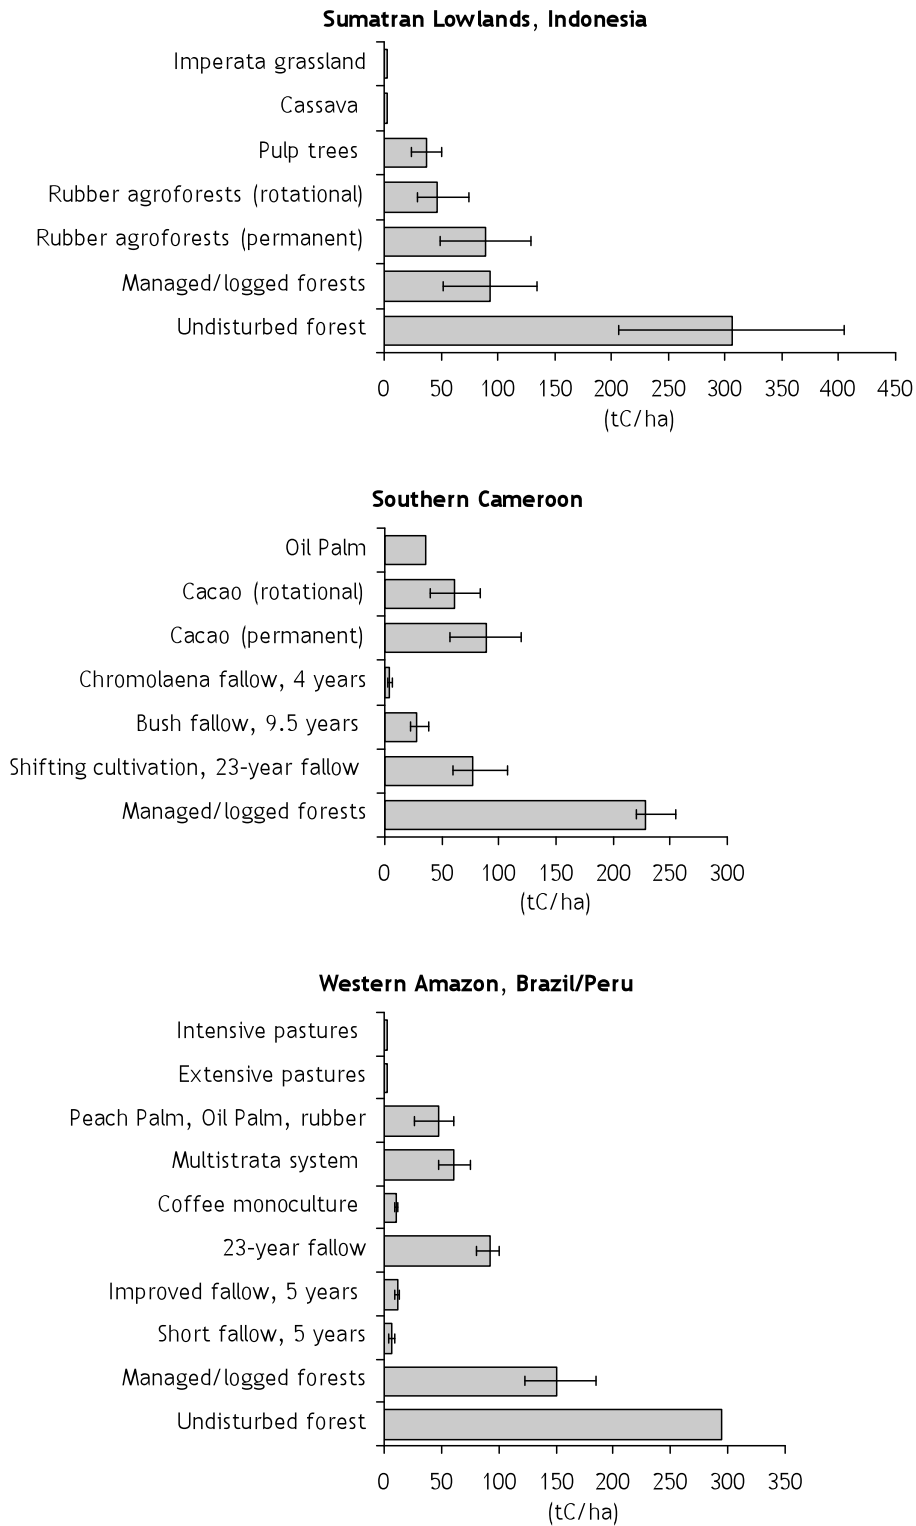 Sumatran Lowlands, Indonesia
Imperata grassland
Cassava
Pulp trees
Rubber agroforests (rotational)
Rubber agroforests (permanent)
Managed/logged forests
Undisturbed forest
0 50 100 150 200 250 300 350 400 450
(tC/ha)
Southern Cameroon
Oil Palm
Cacao (rotational)
Cacao (permanent)
Chromolaena fallow, 4 years
Bush fallow, 9.5 years
Shifting cultivation, 23-year fallow
Managed/logged forests
0 50 100 150 200 250 300
(tC/ha)
Western Amazon, Brazil/Peru
Intensive pastures
Extensive pastures
Peach Palm, Oil Palm, rubber
Multistrata system
Coffee monoculture
23-year fallow
Improved fallow, 5 years
Short fallow, 5 years
Managed/logged forests
Undisturbed forest
0 50 100 150 200 250 300 350
(tC/ha)